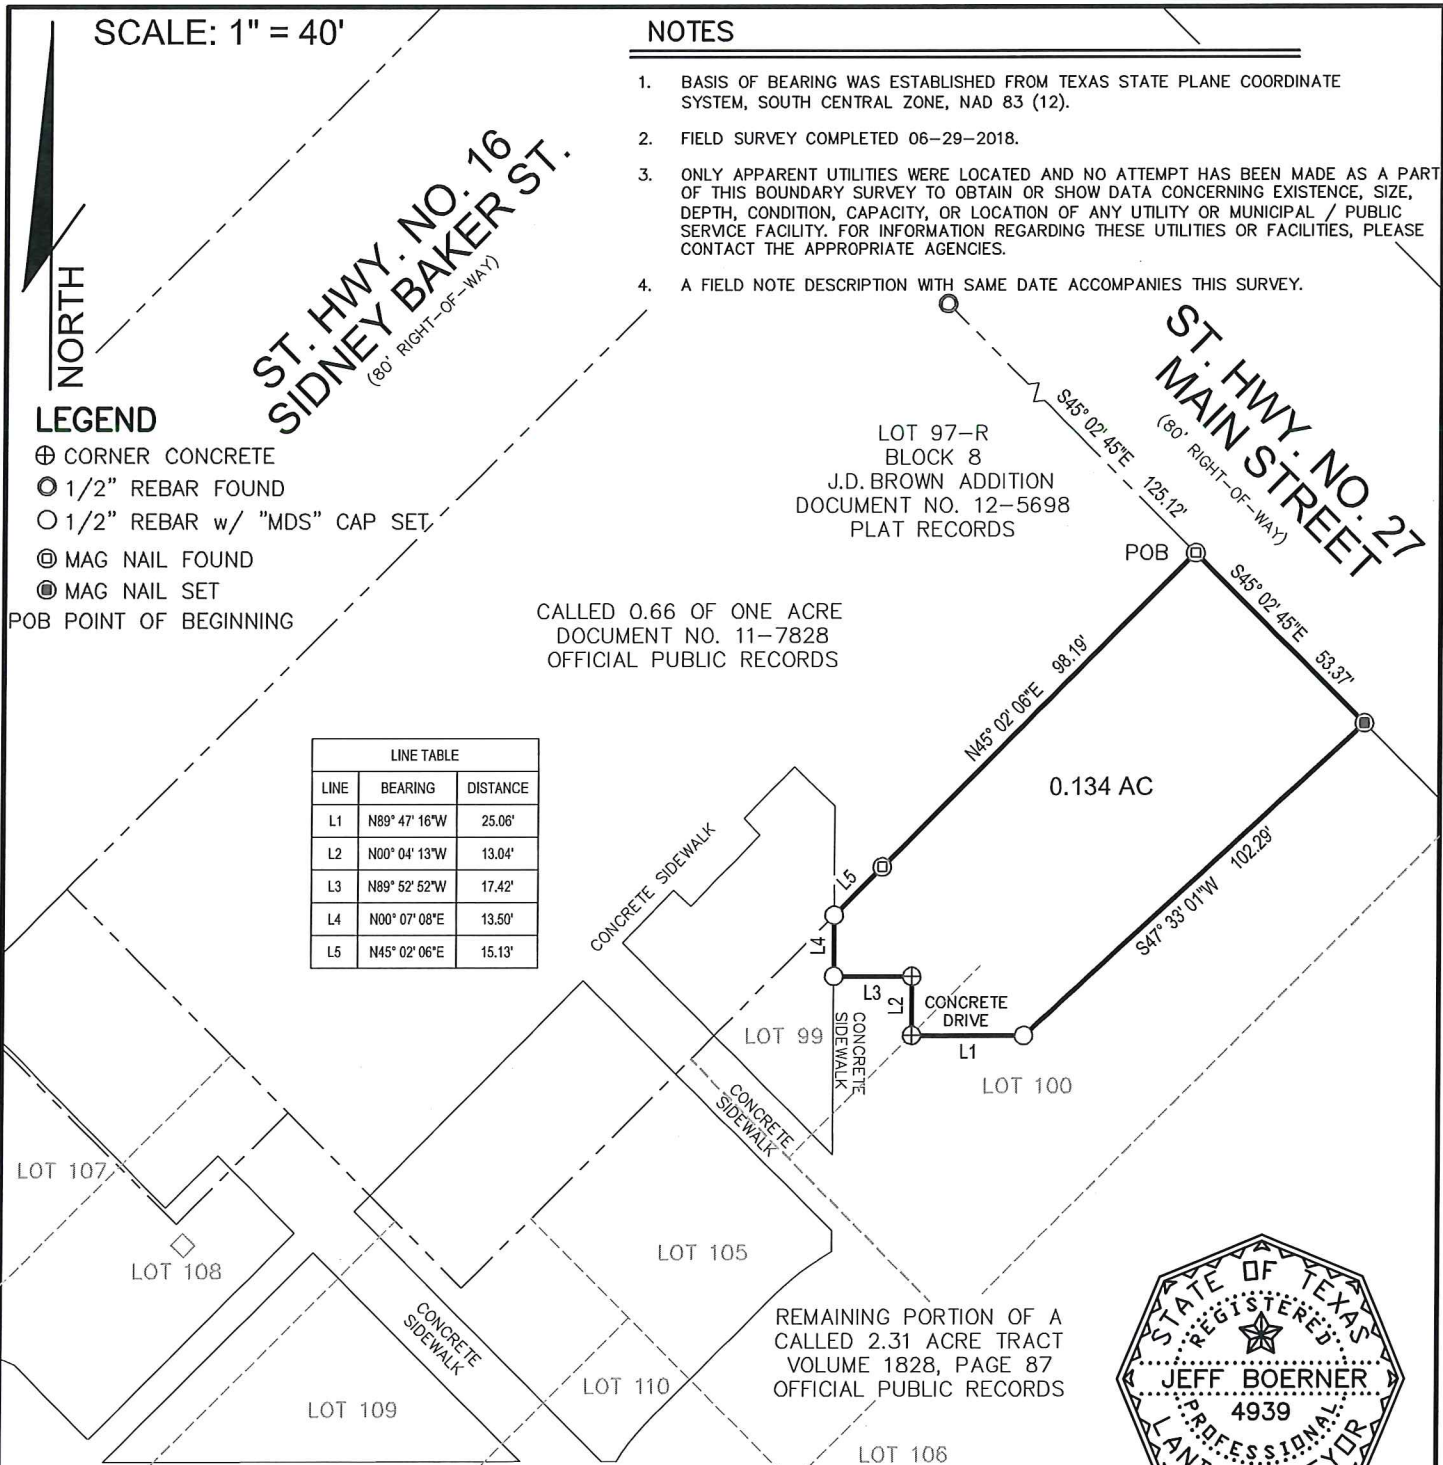 SCALE: 1" = 40'
NORTH
ST. HWY. NO. 16
SIDNEY BAKER ST.
(80' RIGHT-OF-WAY)
NOTES
1. BASIS OF BEARING WAS ESTABLISHED FROM TEXAS STATE PLANE COORDINATE
SYSTEM, SOUTH CENTRAL ZONE, NAD 83 (12).
2. FIELD SURVEY COMPLETED 06-29-2018.
3. ONLY APPARENT UTILITIES WERE LOCATED AND NO ATTEMPT HAS BEEN MADE AS A PART
OF THIS BOUNDARY SURVEY TO OBTAIN OR SHOW DATA CONCERNING EXISTENCE, SIZE,
DEPTH, CONDITION, CAPACITY, OR LOCATION OF ANY UTILITY OR MUNICIPAL / PUBLIC
SERVICE FACILITY. FOR INFORMATION REGARDING THESE UTILITIES OR FACILITIES, PLEASE
CONTACT THE APPROPRIATE AGENCIES.
4. A FIELD NOTE DESCRIPTION WITH SAME DATE ACCOMPANIES THIS SURVEY.
LEGEND
CORNER CONCRETE
1/2" REBAR FOUND
1/2" REBAR w/ "MDS" CAP SET
MAG NAIL FOUND
MAG NAIL SET
POB POINT OF BEGINNING
ST. HWY. NO. 27
MAIN STREET
(80' RIGHT-OF-WAY)
S45° 02' 45"E 125.12'
LOT 97-R
BLOCK 8
J.D. BROWN ADDITION
DOCUMENT NO. 12-5698
PLAT RECORDS
POB
S45° 02' 45"E 53.37'
CALLED 0.66 OF ONE ACRE
DOCUMENT NO. 11-7828
OFFICIAL PUBLIC RECORDS
N45° 02' 06"E 98.19'
0.134 AC
S47° 33' 01"W 102.29'
LINE TABLE
LINE BEARING DISTANCE
L1 N89° 47' 16"W 25.06'
L2 N00° 04' 13"W 13.04'
L3 N89° 52' 52"W 17.42'
L4 N00° 07' 08"E 13.50'
L5 N45° 02' 06"E 15.13'
CONCRETE SIDEWALK
L5
L4
L3
L2
CONCRETE
DRIVE
L1
LOT 99
CONCRETE
SIDEWALK
LOT 100
CONCRETE
SIDEWALK
LOT 107
LOT 108
LOT 105
CONCRETE
SIDEWALK
LOT 109
LOT 110
REMAINING PORTION OF A
CALLED 2.31 ACRE TRACT
VOLUME 1828, PAGE 87
OFFICIAL PUBLIC RECORDS
LOT 106
STATE OF TEXAS
REGISTERED
JEFF BOERNER
4939
PROFESSIONAL